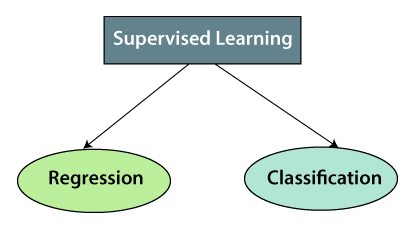 Supervised Learning
Regression
Classification